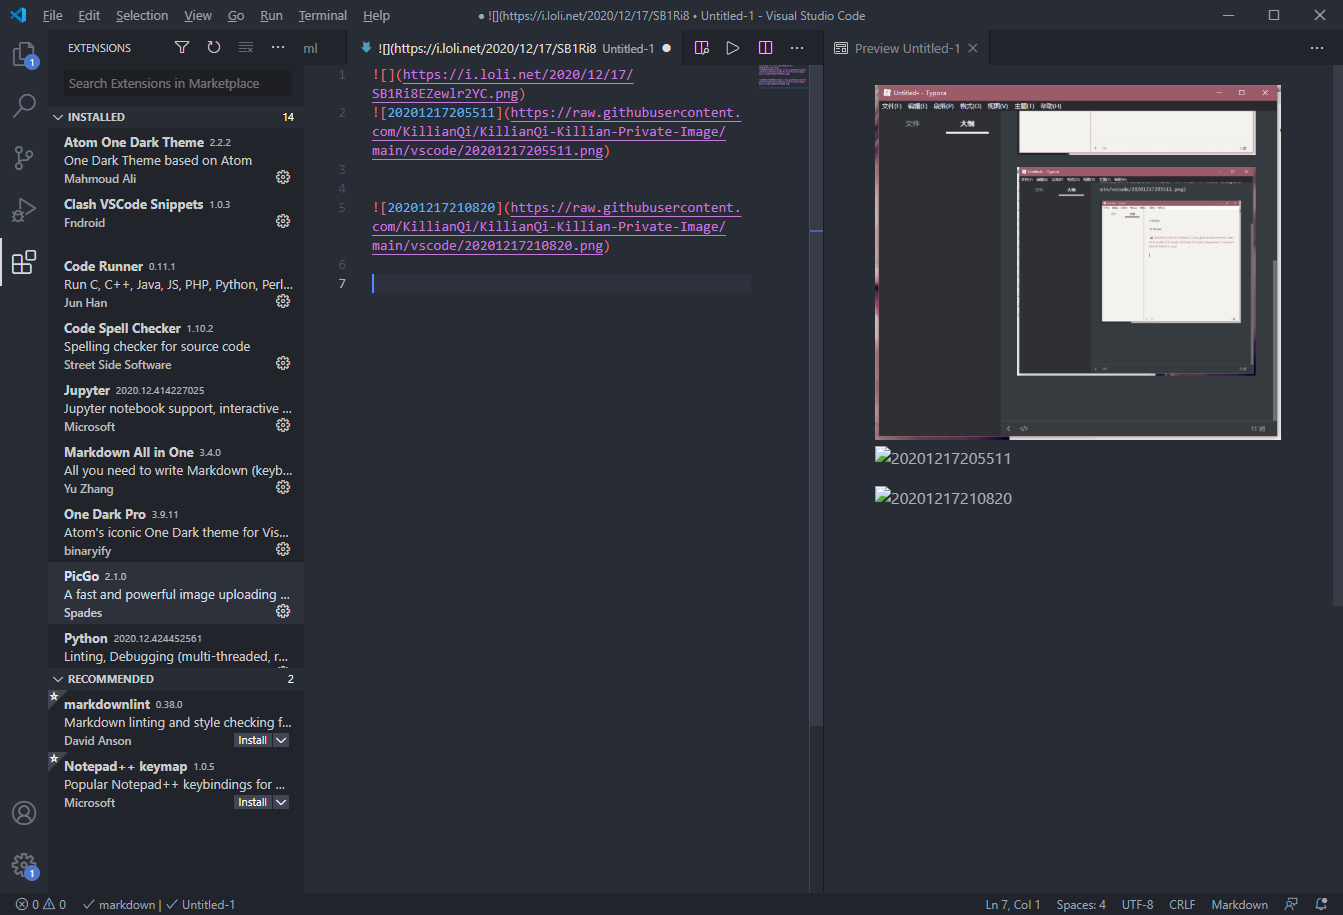 File Edit Selection View Go Run Terminal Help
● ![](https://i.loli.net/2020/12/17/SB1Ri8 • Untitled-1 - Visual Studio Code
EXTENSIONS
Search Extensions in Marketplace
INSTALLED 14
Atom One Dark Theme 2.2.2
One Dark Theme based on Atom
Mahmoud Ali
Clash VSCode Snippets 1.0.3
Fndroid
Code Runner 0.11.1
Run C, C++, Java, JS, PHP, Python, Perl...
Jun Han
Code Spell Checker 1.10.2
Spelling checker for source code
Street Side Software
Jupyter 2020.12.414227025
Jupyter notebook support, interactive ...
Microsoft
Markdown All in One 3.4.0
All you need to write Markdown (keyb...
Yu Zhang
One Dark Pro 3.9.11
Atom's iconic One Dark theme for Vis...
binaryify
PicGo 2.1.0
A fast and powerful image uploading ...
Spades
Python 2020.12.424452561
Linting, Debugging (multi-threaded, r...
RECOMMENDED 2
markdownlint 0.38.0
Markdown linting and style checking f...
David Anson Install
Notepad++ keymap 1.0.5
Popular Notepad++ keybindings for ...
Microsoft Install
1
1
ml
![](https://i.loli.net/2020/12/17/SB1Ri8 Untitled-1 ●
1 ![](https://i.loli.net/2020/12/17/
SB1Ri8EZewlr2YC.png)
2 ![20201217205511](https://raw.githubusercontent.
com/KillianQi/KillianQi-Killian-Private-Image/
main/vscode/20201217205511.png)
3
4
5 ![20201217210820](https://raw.githubusercontent.
com/KillianQi/KillianQi-Killian-Private-Image/
main/vscode/20201217210820.png)
6
7
Preview Untitled-1
Untitled• - Typora
文件(F) 编辑(E) 段落(P) 格式(O) 视图(V) 主题(T) 帮助(H)
文件 大纲
11 词
20201217205511
20201217210820
0 0 markdown | Untitled-1
Ln 7, Col 1 Spaces: 4 UTF-8 CRLF Markdown